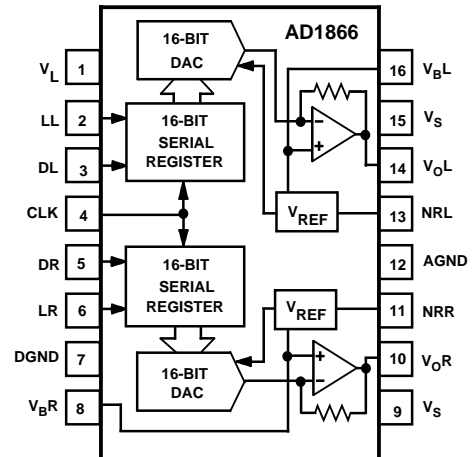 AD1866
V_L 1
LL 2
DL 3
CLK 4
DR 5
LR 6
DGND 7
V_BR 8
16-BIT
DAC
16-BIT
SERIAL
REGISTER
16-BIT
SERIAL
REGISTER
16-BIT
DAC
V_REF
V_REF
–
+
+
–
16 V_BL
15 V_S
14 V_OL
13 NRL
12 AGND
11 NRR
10 V_OR
9 V_S